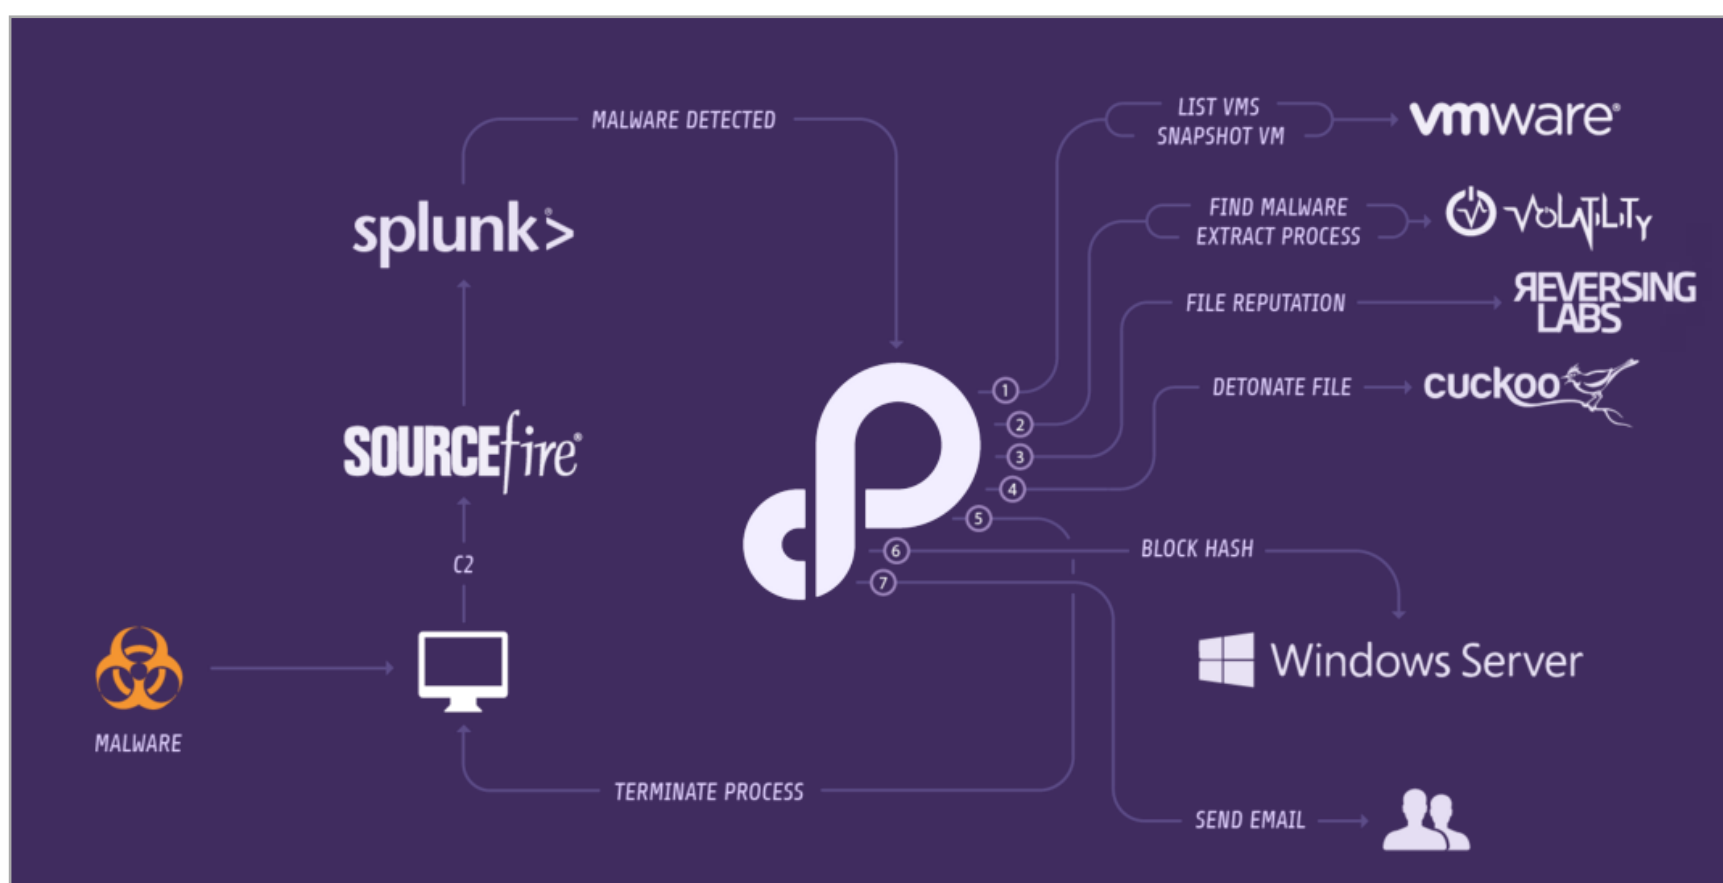 MALWARE DETECTED
LIST VMS
SNAPSHOT VM
vmware®
splunk®>
FIND MALWARE
EXTRACT PROCESS
VOLATILITY
FILE REPUTATION
REVERSING
LABS
DETONATE FILE
cuckoo
SOURCEfire®
1
2
3
4
5
6
7
C2
BLOCK HASH
Windows Server
MALWARE
TERMINATE PROCESS
SEND EMAIL